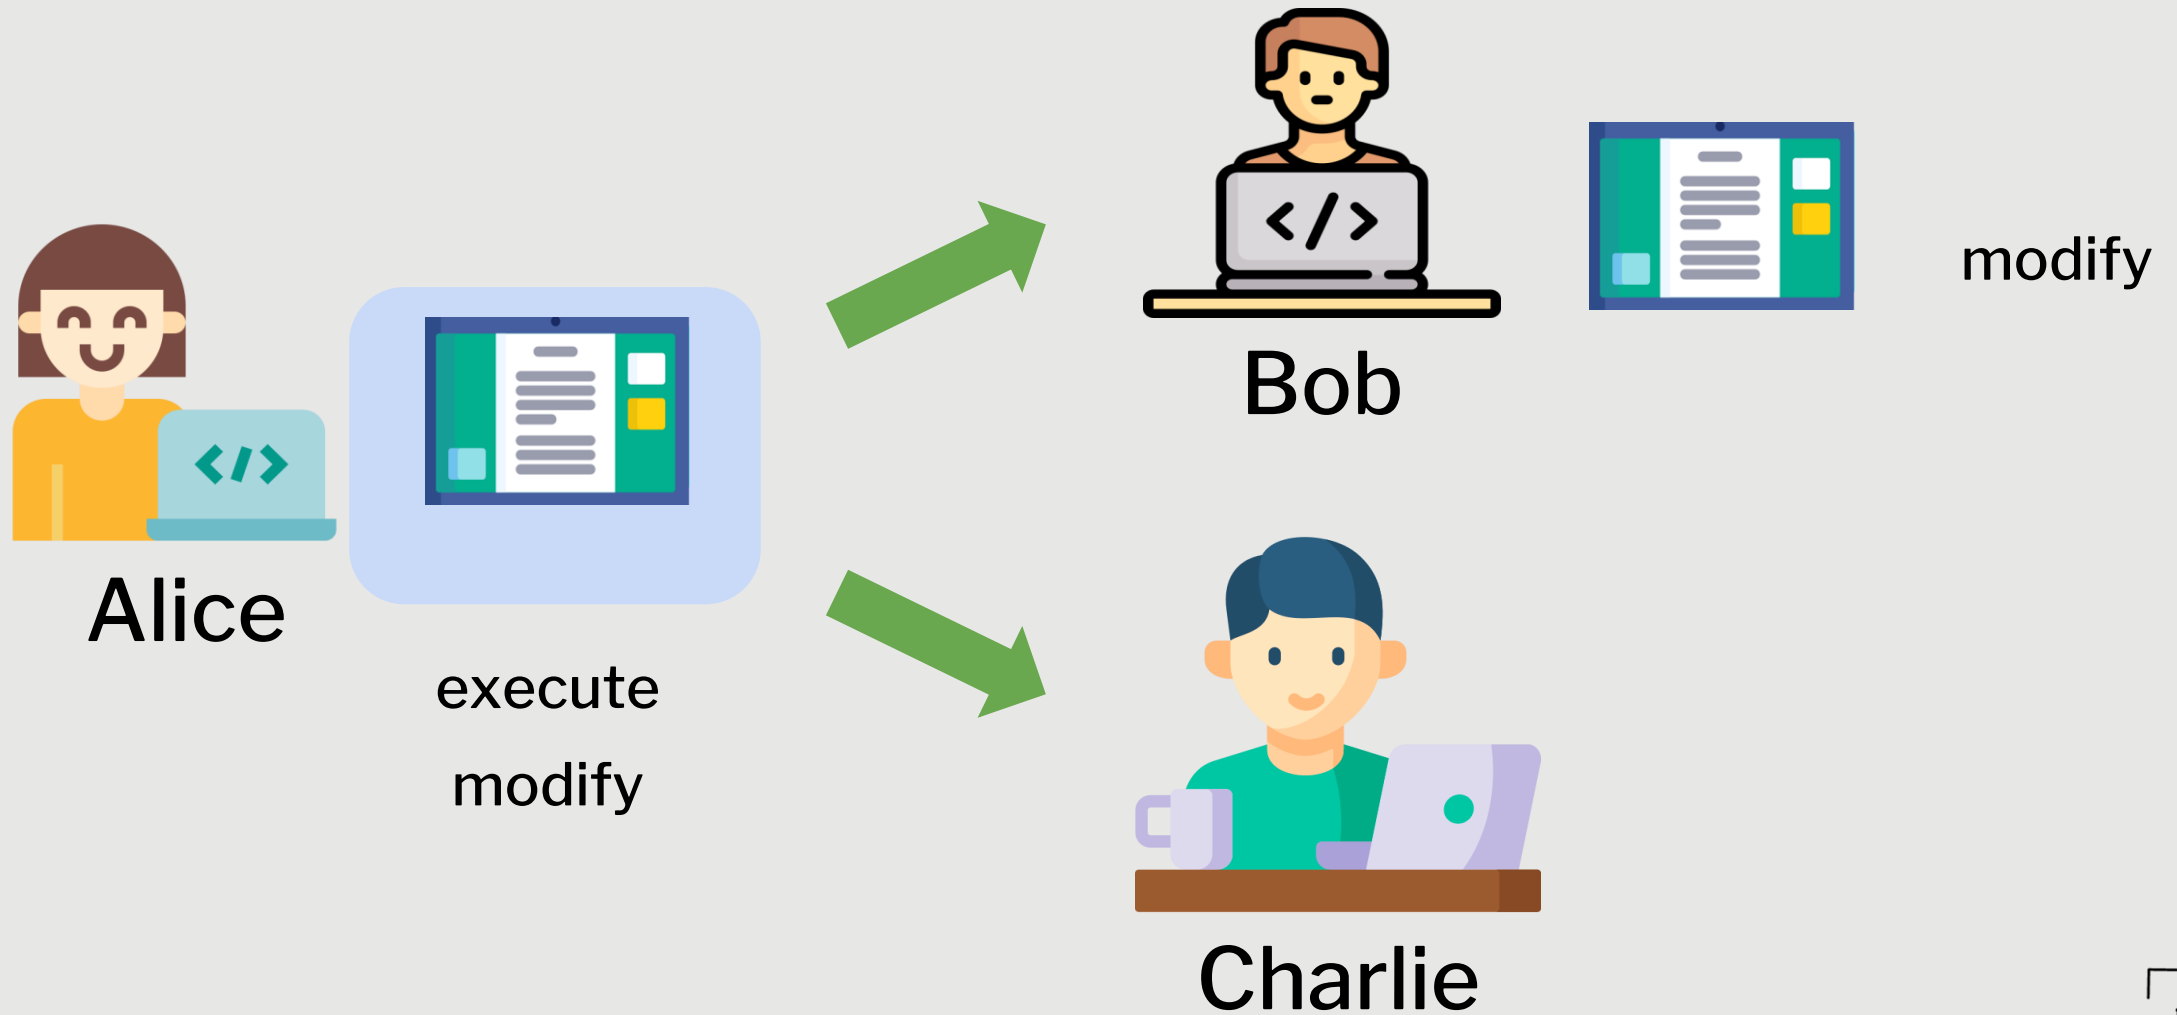 Alice
execute
modify
</>
Bob
</>
modify
Charlie